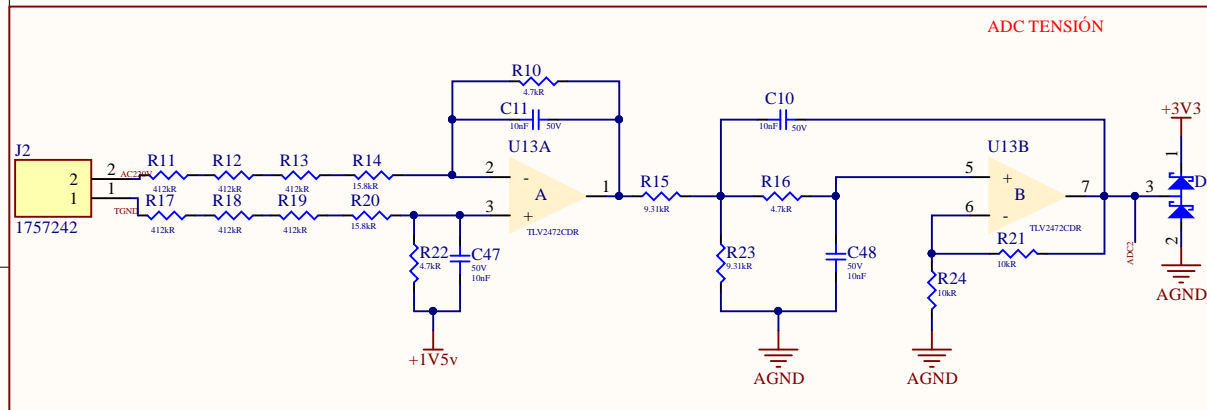 ADC TENSIÓN
R10
4.7kR
C11
10nF 50V
C10
10nF 50V
+3V3
J2
U13A
U13B
2 2 AC220V
1 1 TGND
1757242
R11 R12 R13 R14
412kR 412kR 412kR 15.8kR
R17 R18 R19 R20
412kR 412kR 412kR 15.8kR
2 - A 1
3 +
TLV2472CDR
R15
9.31kR
R16
4.7kR
5 + B 7
6 -
TLV2472CDR
1
3 D
2
R22
4.7kR
C47
50V
10nF
R23
9.31kR
C48
50V
10nF
R21
10kR
R24
10kR
ADC2
AGND
+1V5v
AGND
AGND